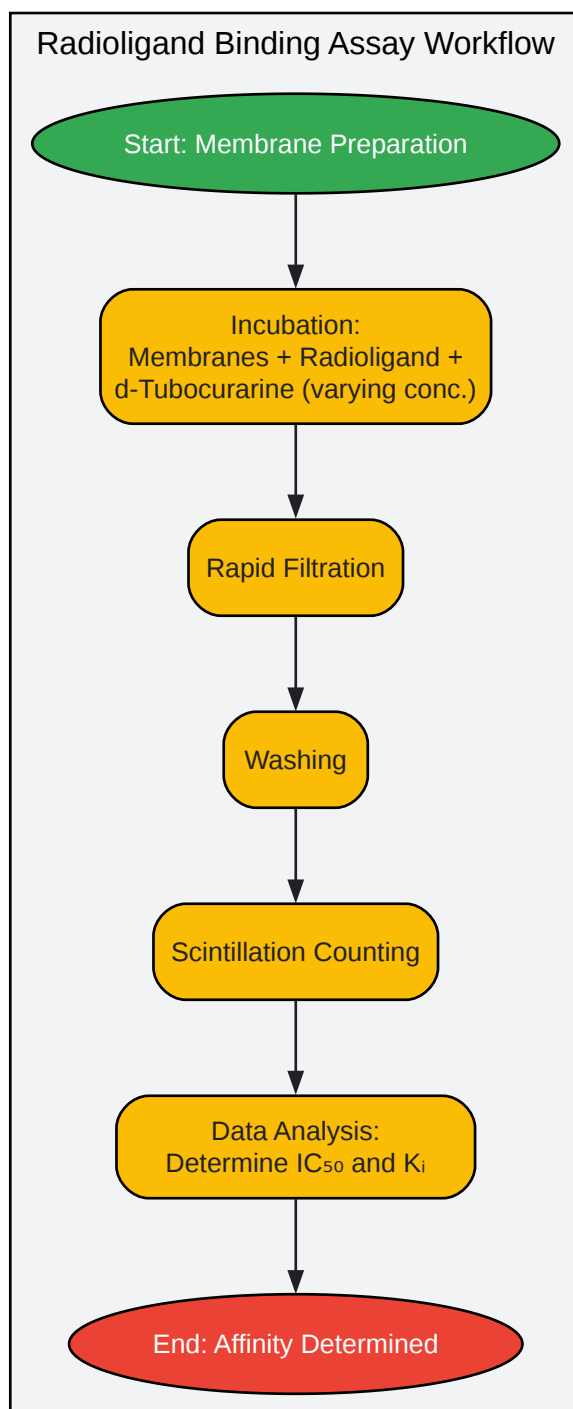 Radioligand Binding Assay Workflow
Start: Membrane Preparation
Incubation:
Membranes + Radioligand +
d-Tubocurarine (varying conc.)
Rapid Filtration
Washing
Scintillation Counting
Data Analysis:
Determine IC₅₀ and Kᵢ
End: Affinity Determined